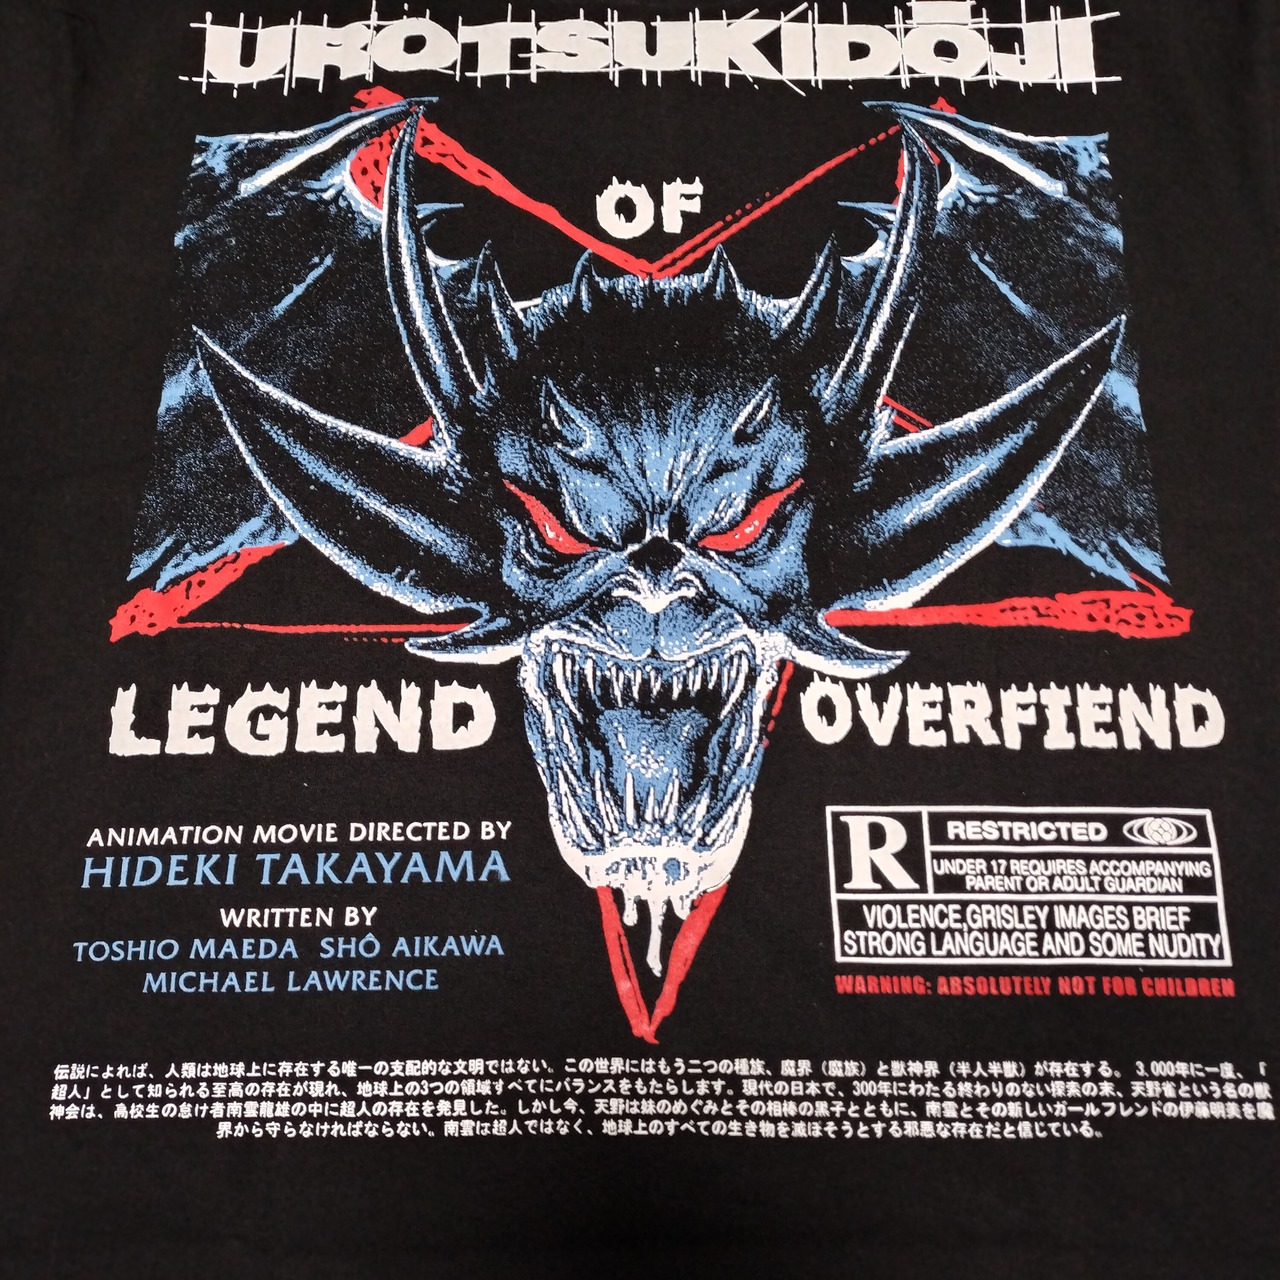 UROTSUKIDŌJI
OF
LEGEND
OVERFIEND
ANIMATION MOVIE DIRECTED BY
HIDEKI TAKAYAMA
WRITTEN BY
TOSHIO MAEDA SHÔ AIKAWA
MICHAEL LAWRENCE
R
RESTRICTED
UNDER 17 REQUIRES ACCOMPANYING
PARENT OR ADULT GUARDIAN
VIOLENCE,GRISLEY IMAGES BRIEF
STRONG LANGUAGE AND SOME NUDITY
WARNING: ABSOLUTELY NOT FOR CHILDREN
伝説によれば、人類は地球上に存在する唯一の支配的な文明ではない。この世界にはもう二つの種族、魔界（魔族）と獣神界（半人半獣）が存在する。 3,000年に一度、「
超人」として知られる至高の存在が現れ、地球上の3つの領域すべてにバランスをもたらします。現代の日本で、300年にわたる終わりのない探索の末、天野雀という名の獣
神会は、高校生の怠け者南雲龍雄の中に超人の存在を発見した。しかし今、天野は妹のめぐみとその相棒の黒子とともに、南雲とその新しいガールフレンドの伊藤明美を魔
界から守らなければならない。南雲は超人ではなく、地球上のすべての生き物を滅ぼそうとする邪悪な存在だと信じている。